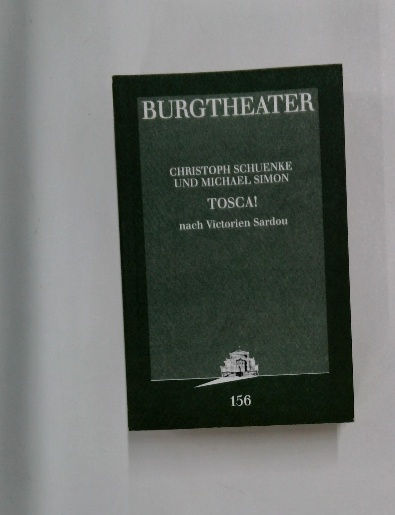 BURGTHEATER
CHRISTOPH SCHUENKE
UND MICHAEL SIMON
TOSCA!
nach Victorien Sardou
156